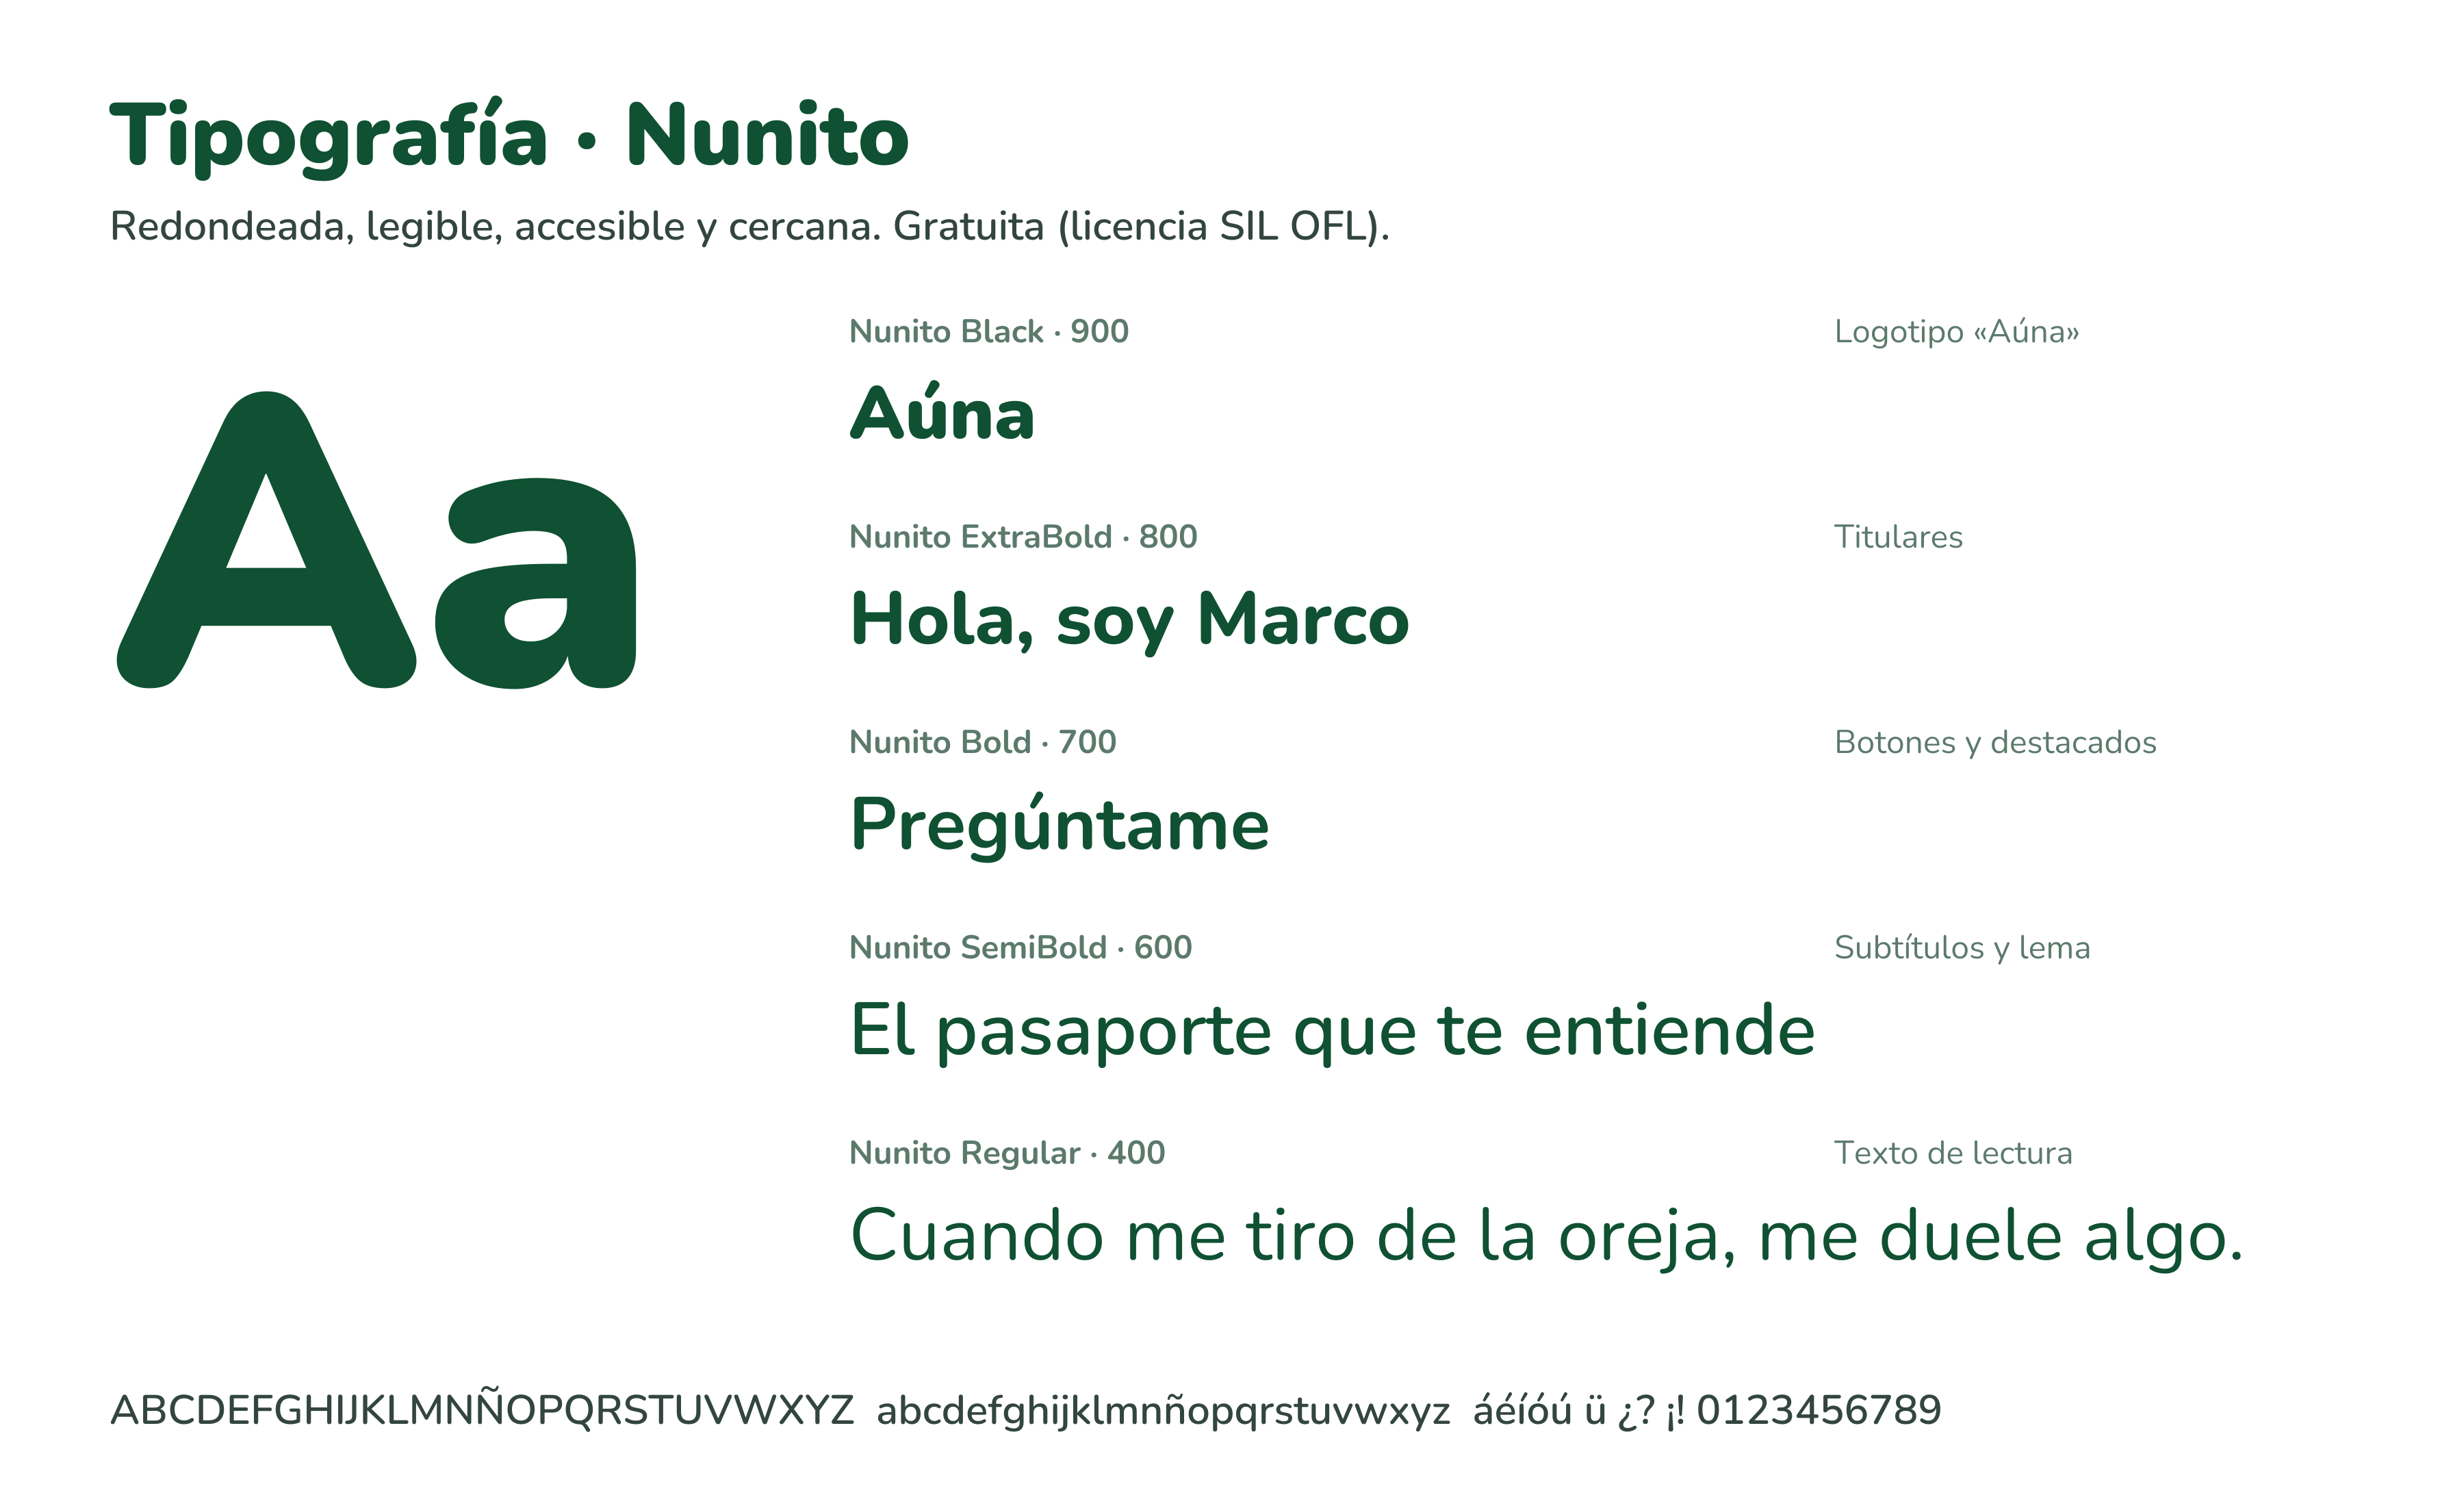 Tipografía · Nunito
Redondeada, legible, accesible y cercana. Gratuita (licencia SIL OFL).
Aa
Nunito Black · 900
Logotipo «Aúna»
Aúna
Nunito ExtraBold · 800
Titulares
Hola, soy Marco
Nunito Bold · 700
Botones y destacados
Pregúntame
Nunito SemiBold · 600
Subtítulos y lema
El pasaporte que te entiende
Nunito Regular · 400
Texto de lectura
Cuando me tiro de la oreja, me duele algo.
ABCDEFGHIJKLMNÑOPQRSTUVWXYZ abcdefghijklmnñopqrstuvwxyz áéíóú ü ¿? ¡! 0123456789